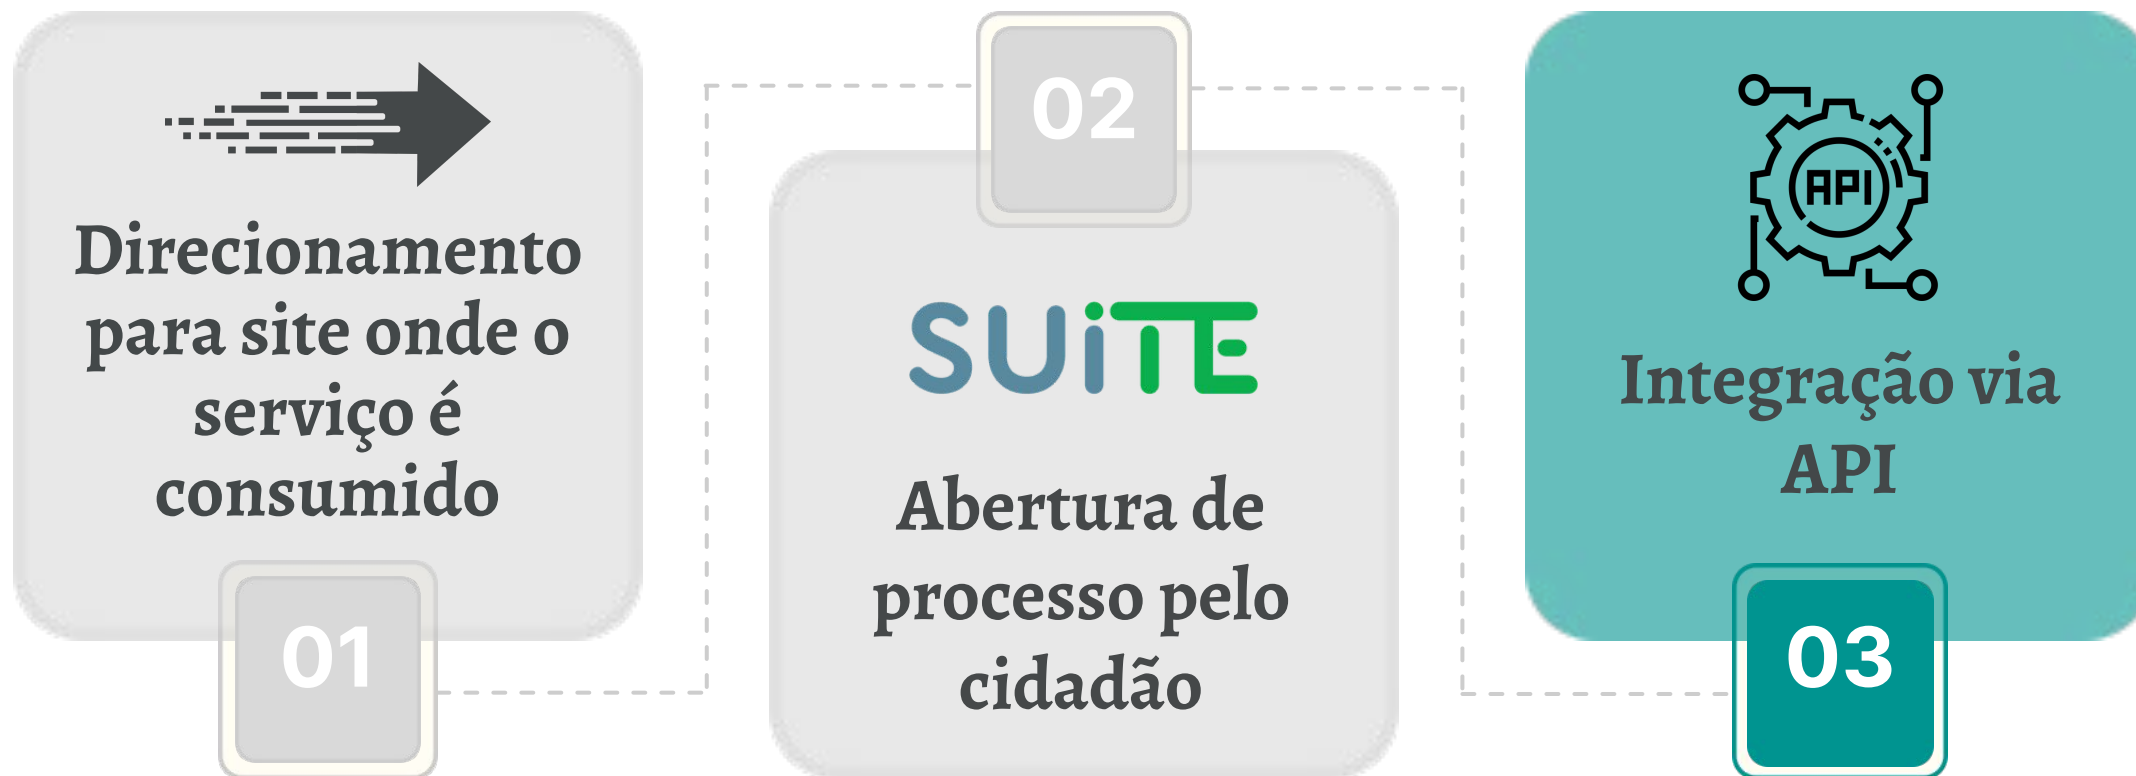 Direcionamento
para site onde o
serviço é
consumido
01
02
SUiTE
Abertura de
processo pelo
cidadão
API
Integração via
API
03